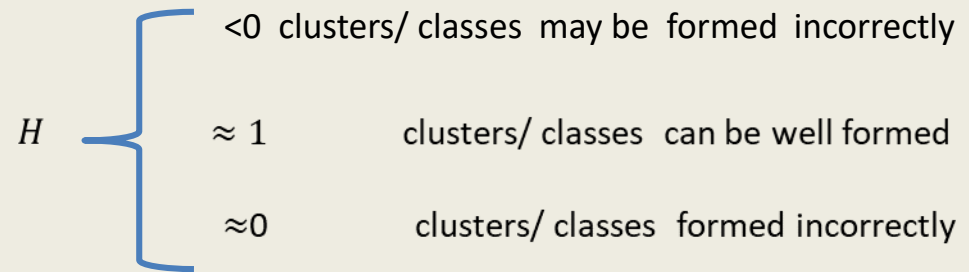 <0 clusters/ classes may be formed incorrectly
H ≈ 1 clusters/ classes can be well formed
≈0 clusters/ classes formed incorrectly